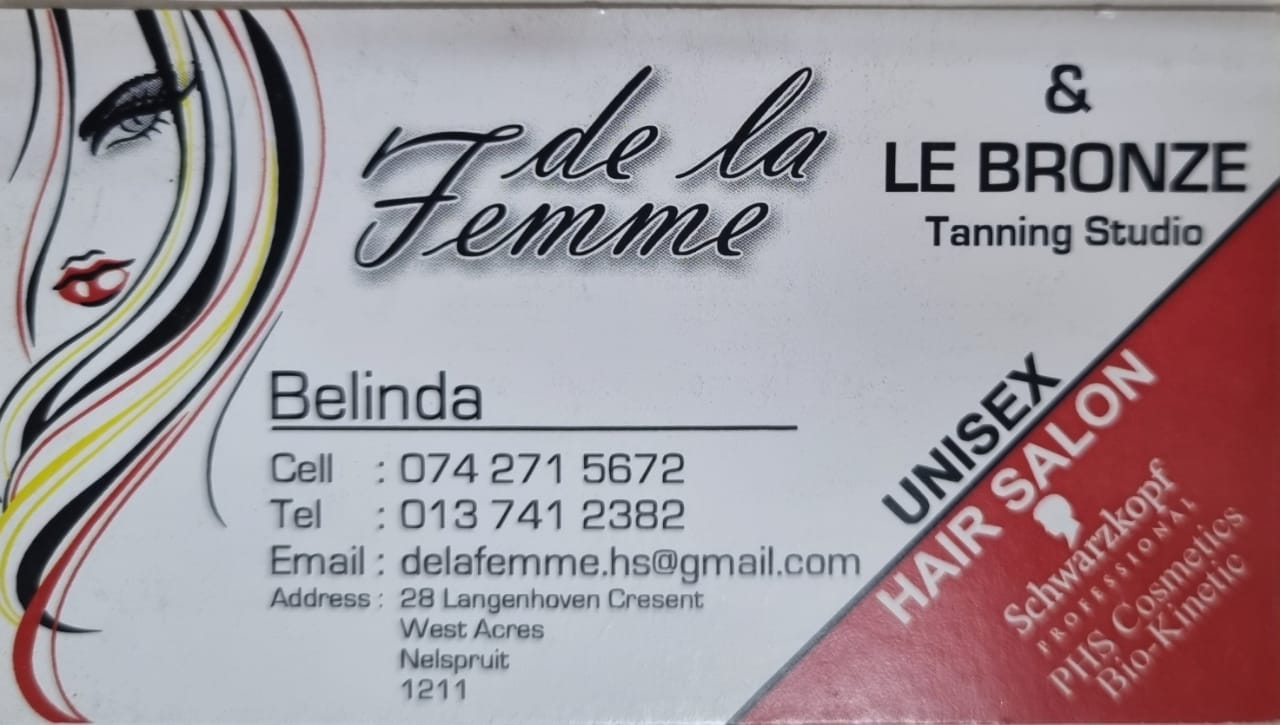 de la
Femme
&
LE BRONZE
Tanning Studio
Belinda
Cell : 074 271 5672
Tel : 013 741 2382
Email : delafemme.hs@gmail.com
Address : 28 Langenhoven Cresent
West Acres
Nelspruit
1211
UNISEX
HAIR SALON
Schwarzkopf
PROFESSIONAL
PHS Cosmetics
Bio-Kinetic